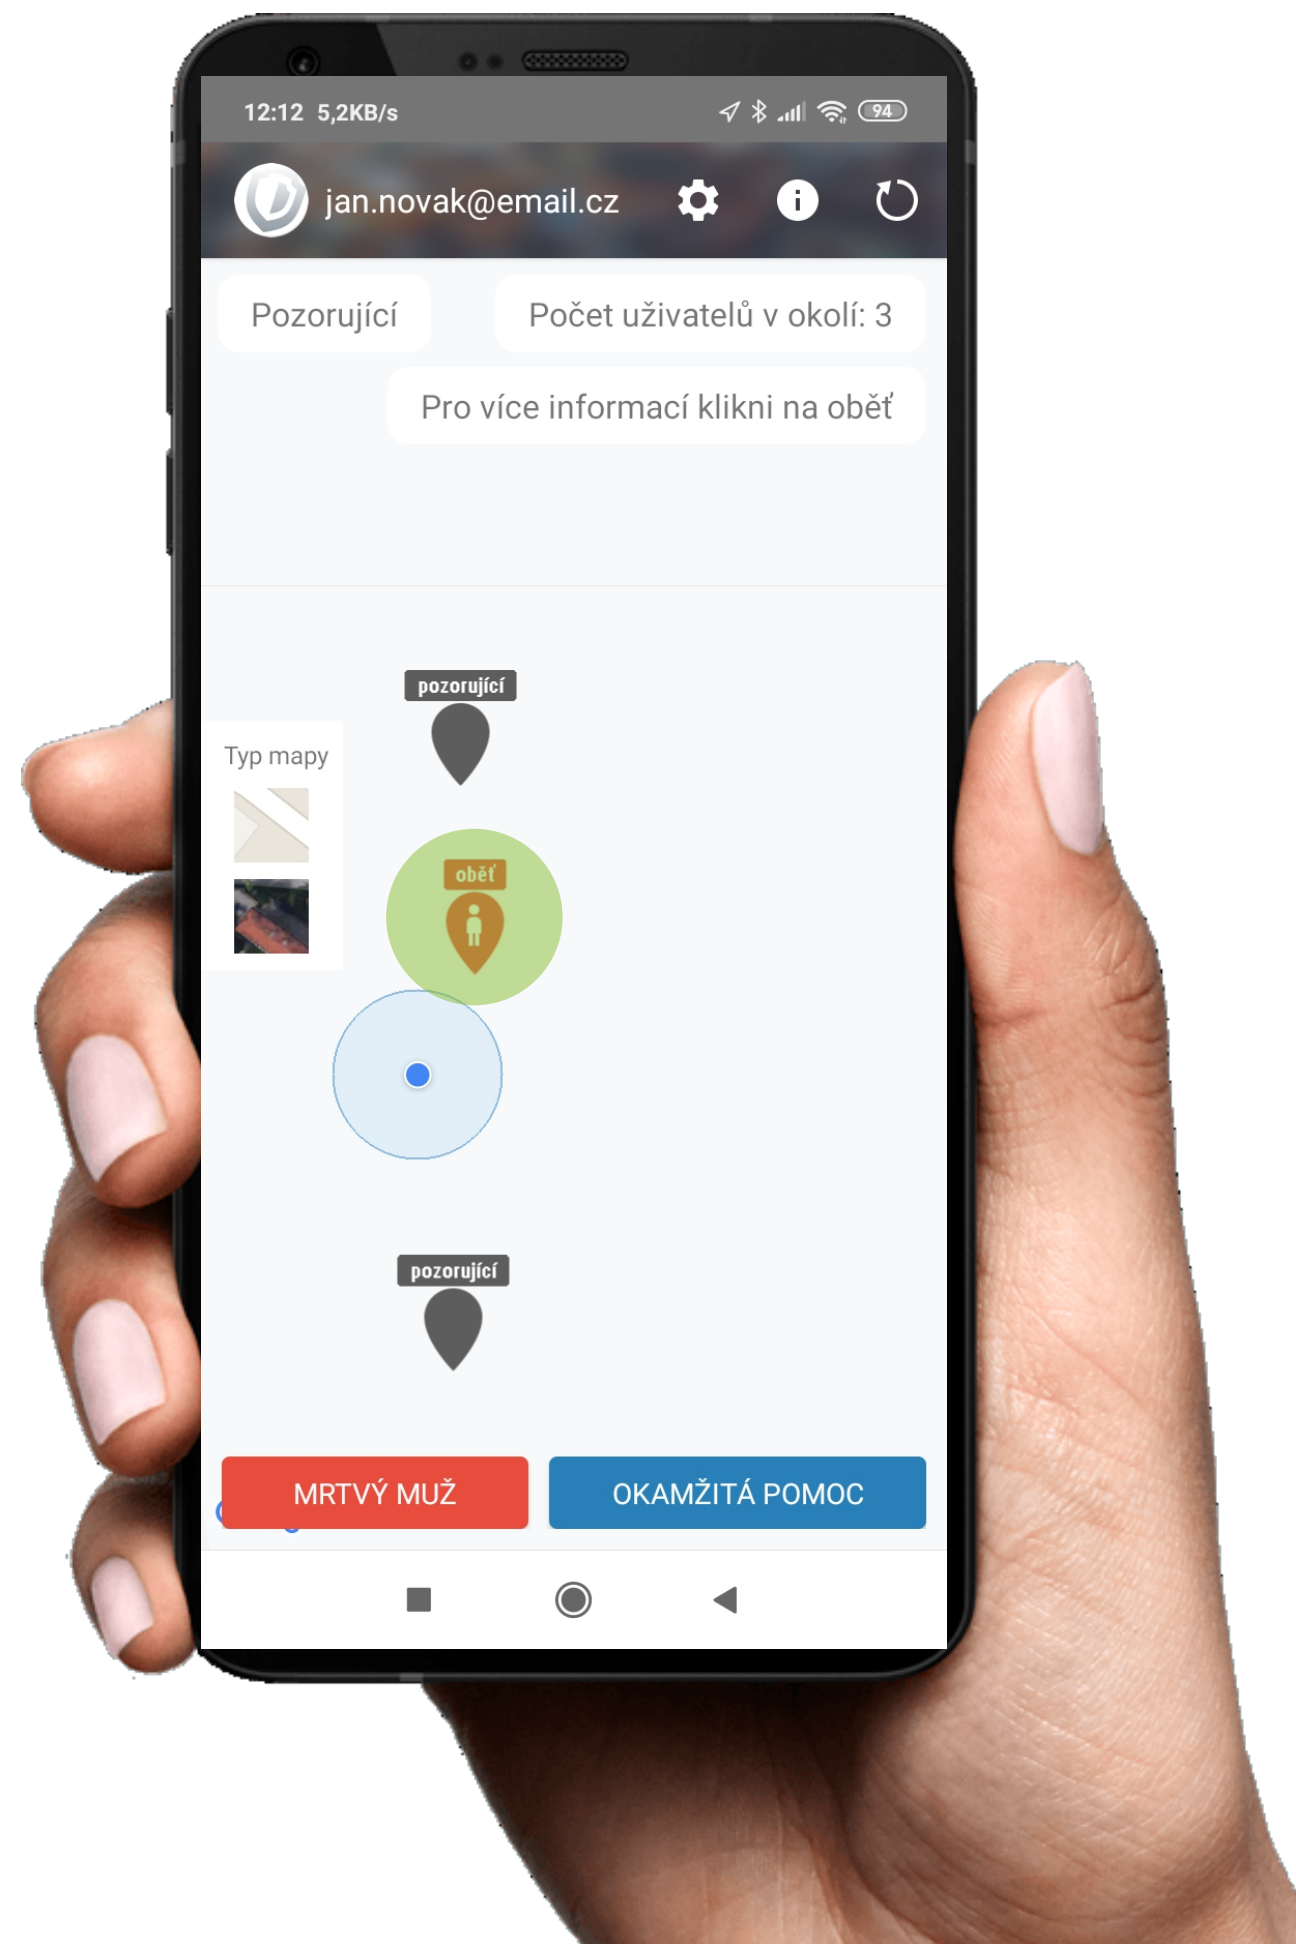 12:12 5,2KB/s
94
jan.novak@email.cz
Pozorující
Počet uživatelů v okolí: 3
Pro více informací klikni na oběť
pozorující
Typ mapy
oběť
pozorující
MRTVÝ MUŽ
OKAMŽITÁ POMOC